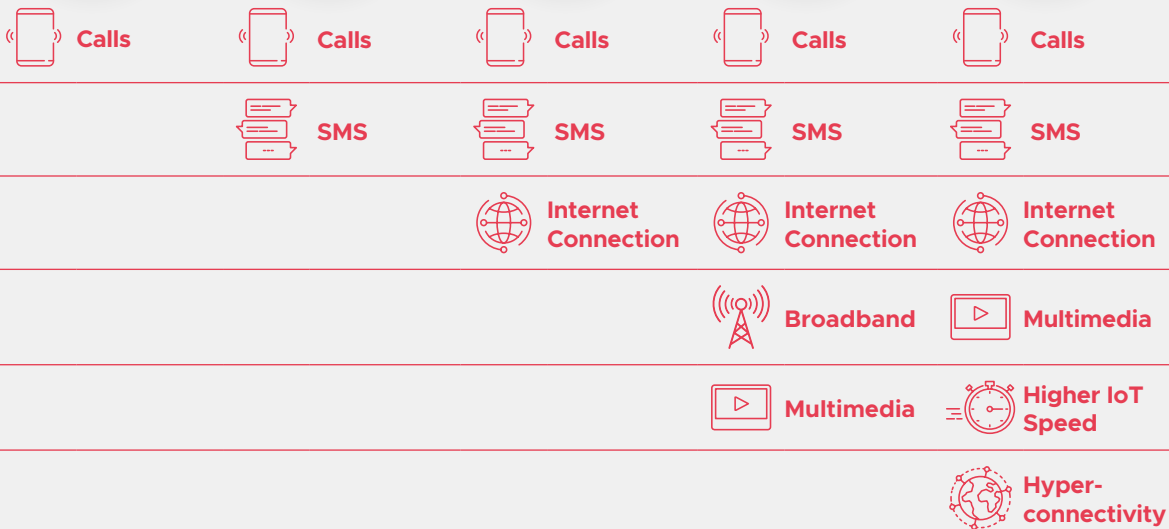 Calls Calls Calls Calls Calls
SMS SMS SMS SMS
Internet Connection Internet Connection Internet Connection
Broadband Multimedia
Multimedia Higher IoT Speed
Hyper-
connectivity